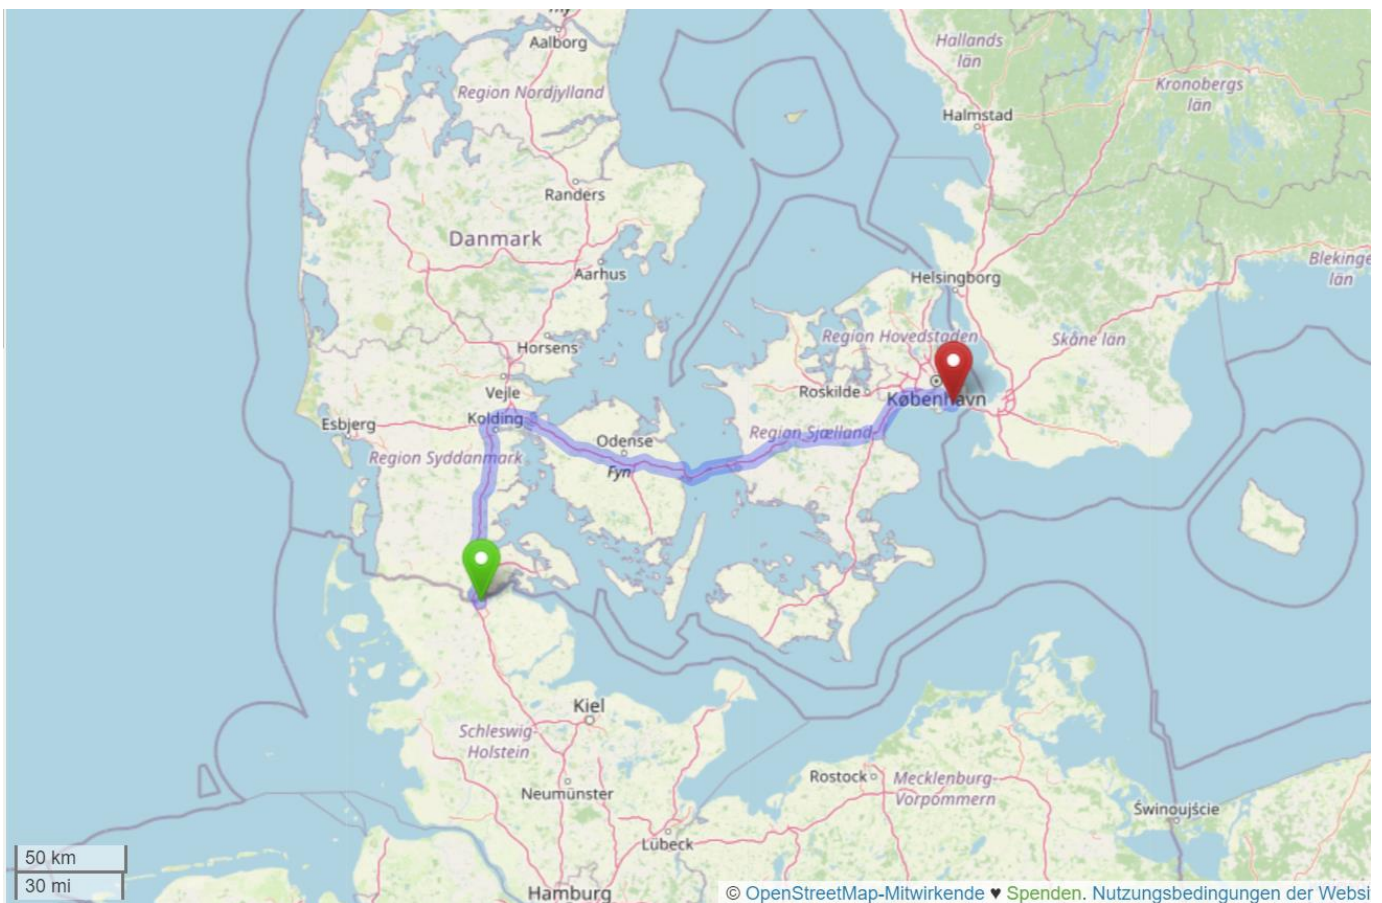 Thy
Aalborg
Region Nordjylland
Hallands
län
Kronobergs
län
Halmstad
Randers
Danmark
Aarhus
Blekinge
län
Helsingborg
Region Hovedstaden
Skåne län
Horsens
Vejle
Roskilde
København
Kolding
Esbjerg
Region Sjælland
Odense
Region Syddanmark
Fyn
Kiel
Schleswig-
Holstein
Rostock
Mecklenburg-
Vorpommern
Neumünster
Świnoujście
Lübeck
50 km
30 mi
Hamburg
© OpenStreetMap-Mitwirkende ♥ Spenden. Nutzungsbedingungen der Websi